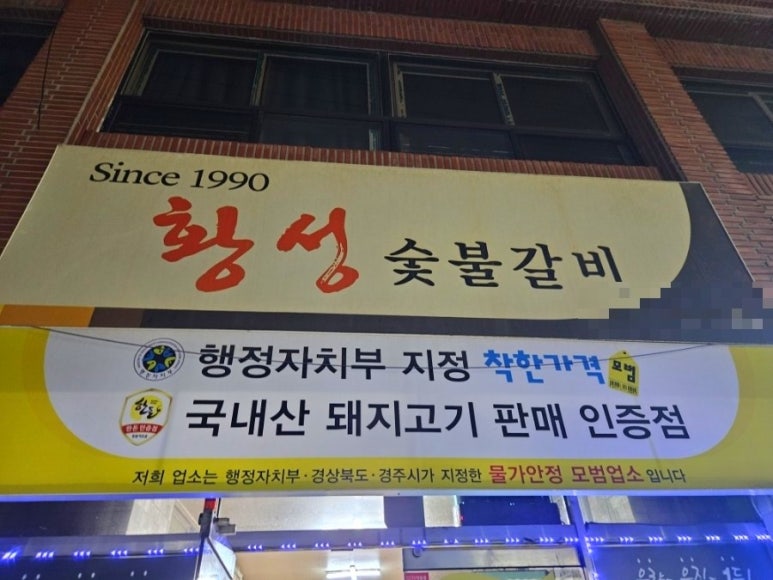 Since 1990
황성 숯불갈비
행정자치부 지정 착한가격 모범
국내산 돼지고기 판매 인증점
한돈
저희 업소는 행정자치부·경상북도·경주시가 지정한 물가안정 모범업소입니다